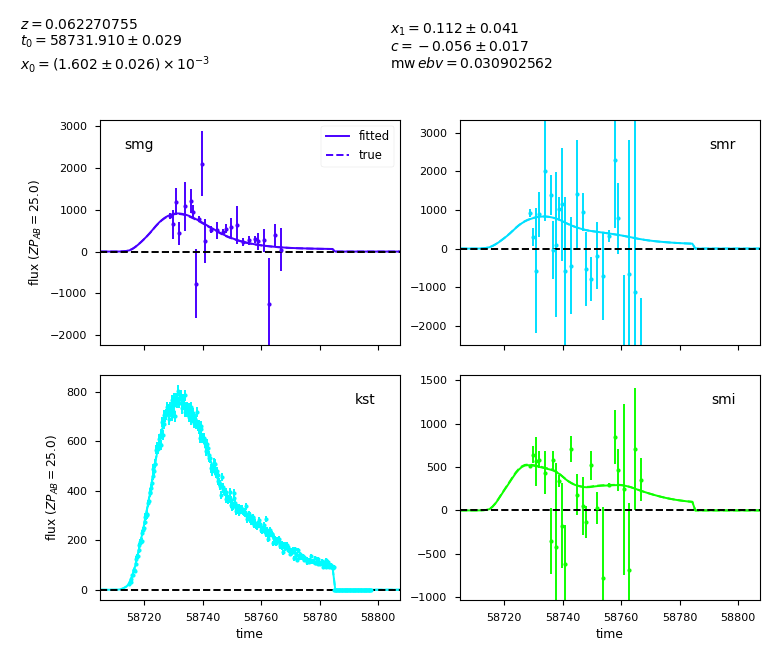 z = 0.062270755
t₀ = 58731.910 ± 0.029
x₀ = (1.602 ± 0.026) × 10⁻³
x₁ = 0.112 ± 0.041
c = −0.056 ± 0.017
mw ebv = 0.030902562
smg
fitted
true
3000
2000
1000
0
−1000
−2000
flux (ZP_AB = 25.0)
smr
3000
2000
1000
0
−1000
−2000
kst
800
600
400
200
0
flux (ZP_AB = 25.0)
58720 58740 58760 58780 58800
time
smi
1500
1000
500
0
−500
−1000
58720 58740 58760 58780 58800
time